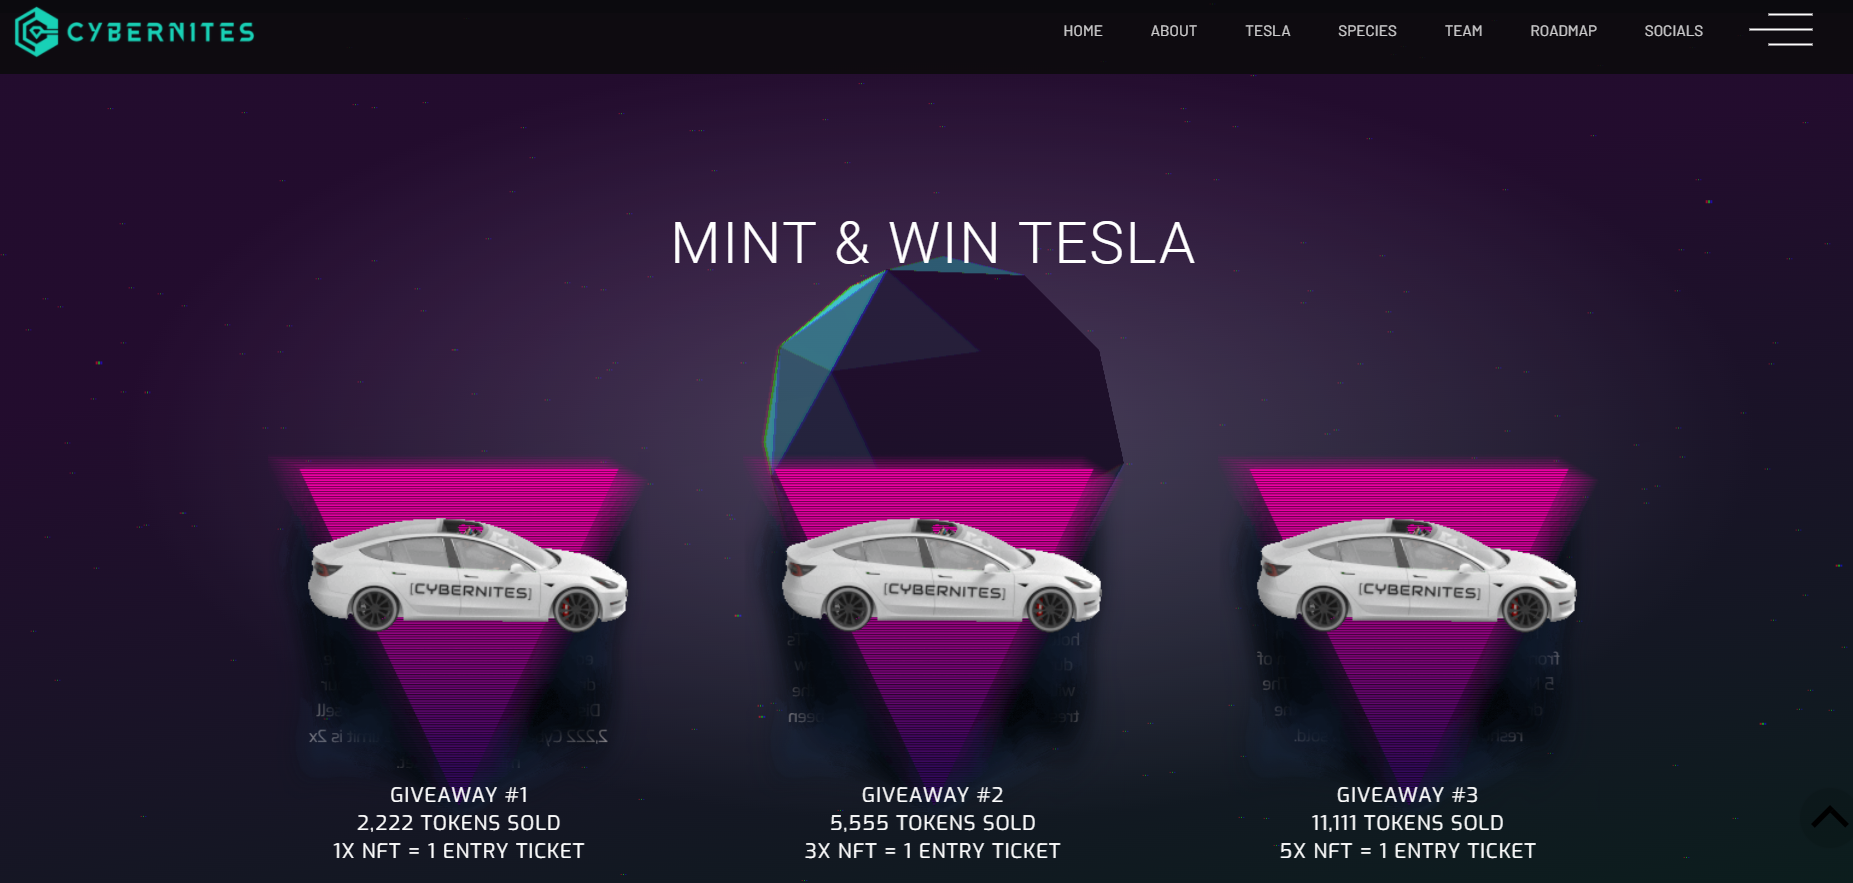 CYBERNITES
HOME ABOUT TESLA SPECIES TEAM ROADMAP SOCIALS
MINT & WIN TESLA
[CYBERNITES]
[CYBERNITES]
[CYBERNITES]
GIVEAWAY #1
2,222 TOKENS SOLD
1X NFT = 1 ENTRY TICKET
GIVEAWAY #2
5,555 TOKENS SOLD
3X NFT = 1 ENTRY TICKET
GIVEAWAY #3
11,111 TOKENS SOLD
5X NFT = 1 ENTRY TICKET